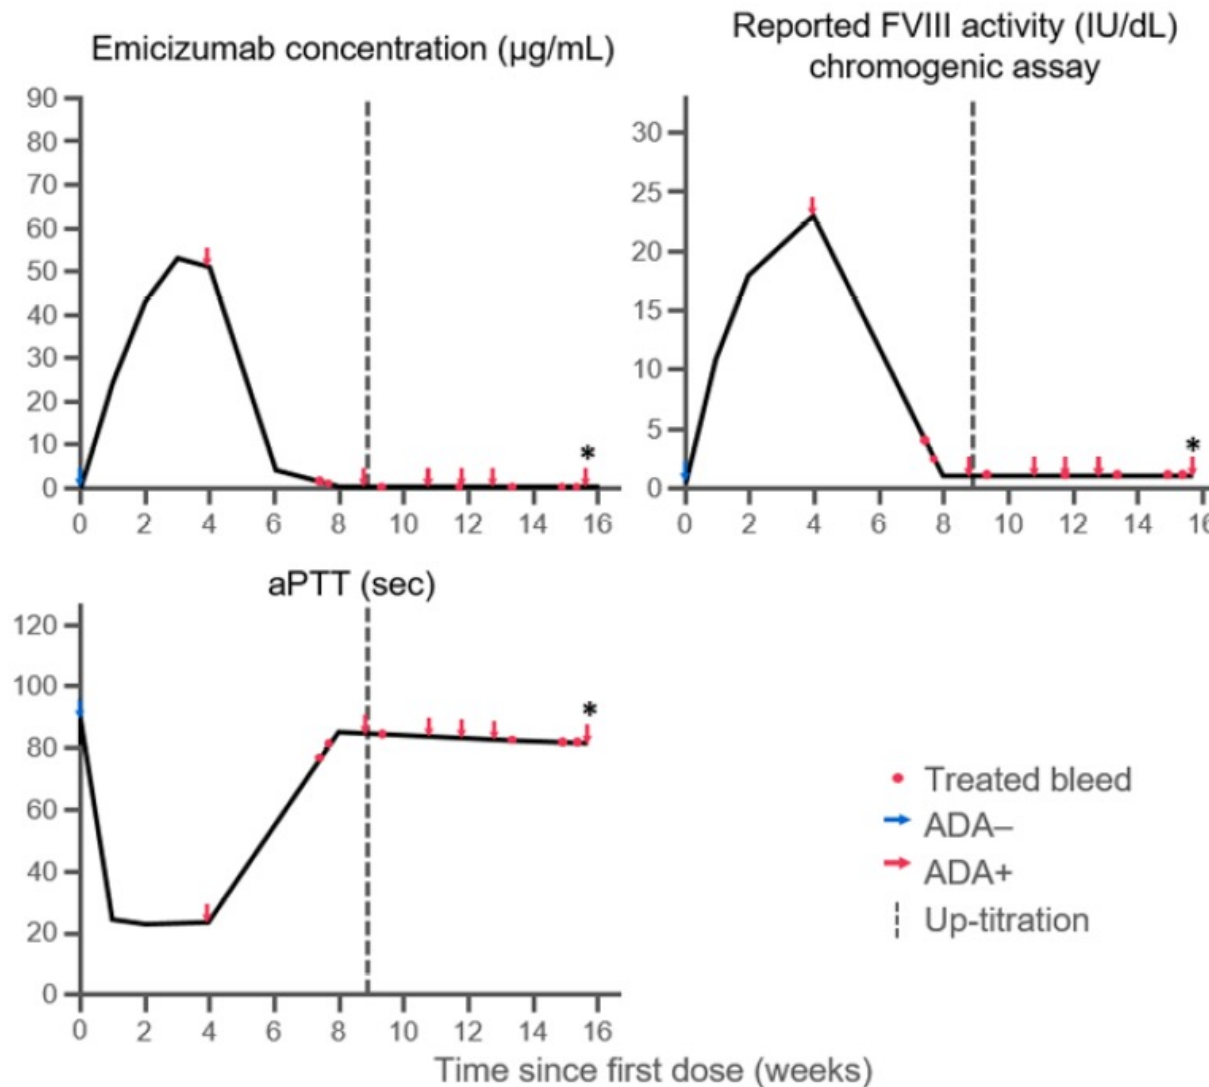 Emicizumab concentration (µg/mL)
90
80
70
60
50
40
30
20
10
0
*
0 2 4 6 8 10 12 14 16
Reported FVIII activity (IU/dL)
chromogenic assay
30
25
20
15
10
5
0
*
0 2 4 6 8 10 12 14 16
aPTT (sec)
120
100
80
60
40
20
0
*
0 2 4 6 8 10 12 14 16
Time since first dose (weeks)
Treated bleed
ADA–
ADA+
Up-titration